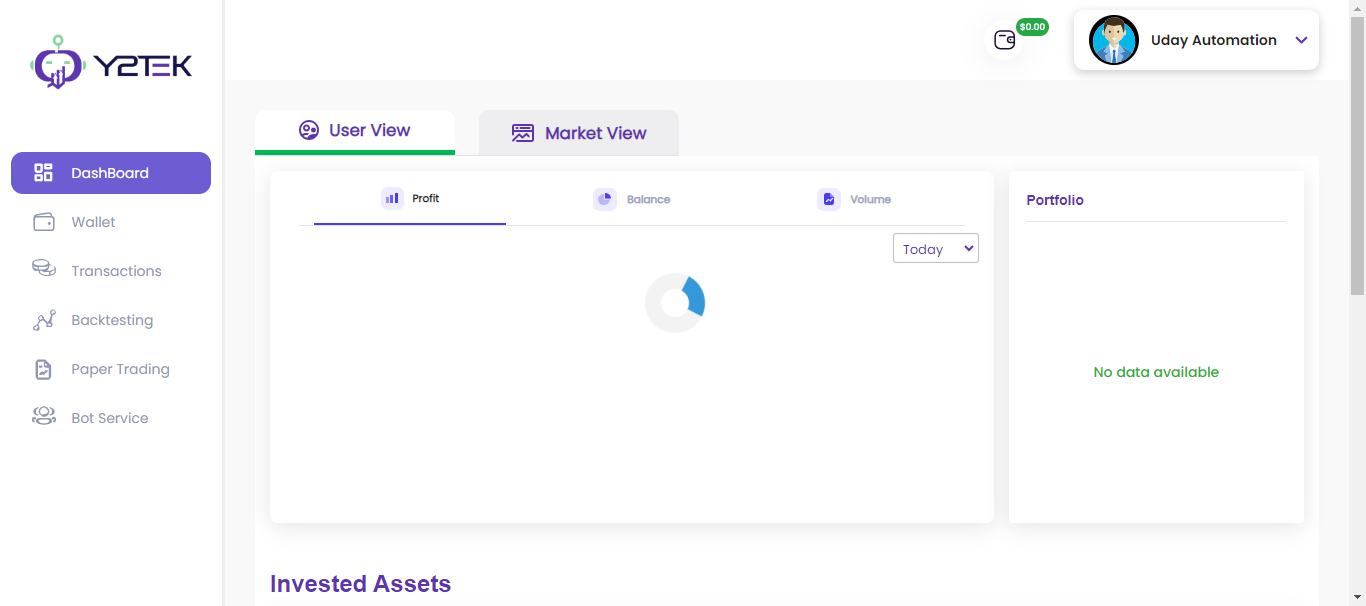 Y2TEK
DashBoard
Wallet
Transactions
Backtesting
Paper Trading
Bot Service
$0.00
Uday Automation
User View
Market View
Profit
Balance
Volume
Today
Portfolio
No data available
Invested Assets